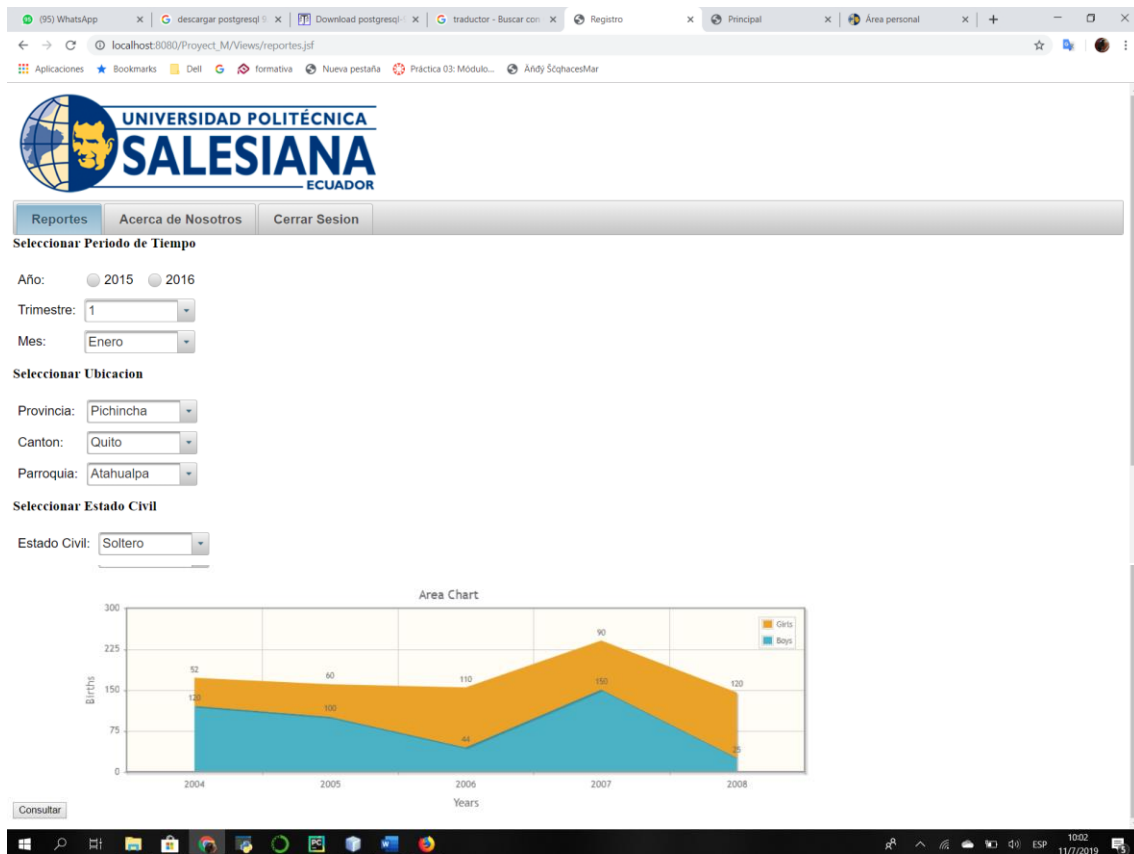 (95) WhatsApp
descargar postgresql 9
Download postgresql-
traductor - Buscar con
Registro
Principal
Área personal
localhost:8080/Proyect_M/Views/reportes.jsf
Aplicaciones
Bookmarks
Dell
formativa
Nueva pestaña
Práctica 03: Módulo...
UNIVERSIDAD POLITÉCNICA
SALESIANA
ECUADOR
Reportes
Acerca de Nosotros
Cerrar Sesion
Seleccionar Periodo de Tiempo
Año: 2015 2016
Trimestre: 1
Mes: Enero
Seleccionar Ubicacion
Provincia: Pichincha
Canton: Quito
Parroquia: Atahualpa
Seleccionar Estado Civil
Estado Civil: Soltero
Area Chart
300
225
150
75
0
Births
Girls
Boys
52
60
110
90
120
120
100
44
150
25
2004
2005
2006
2007
2008
Years
Consultar
ESP
10:02
11/7/2019
5